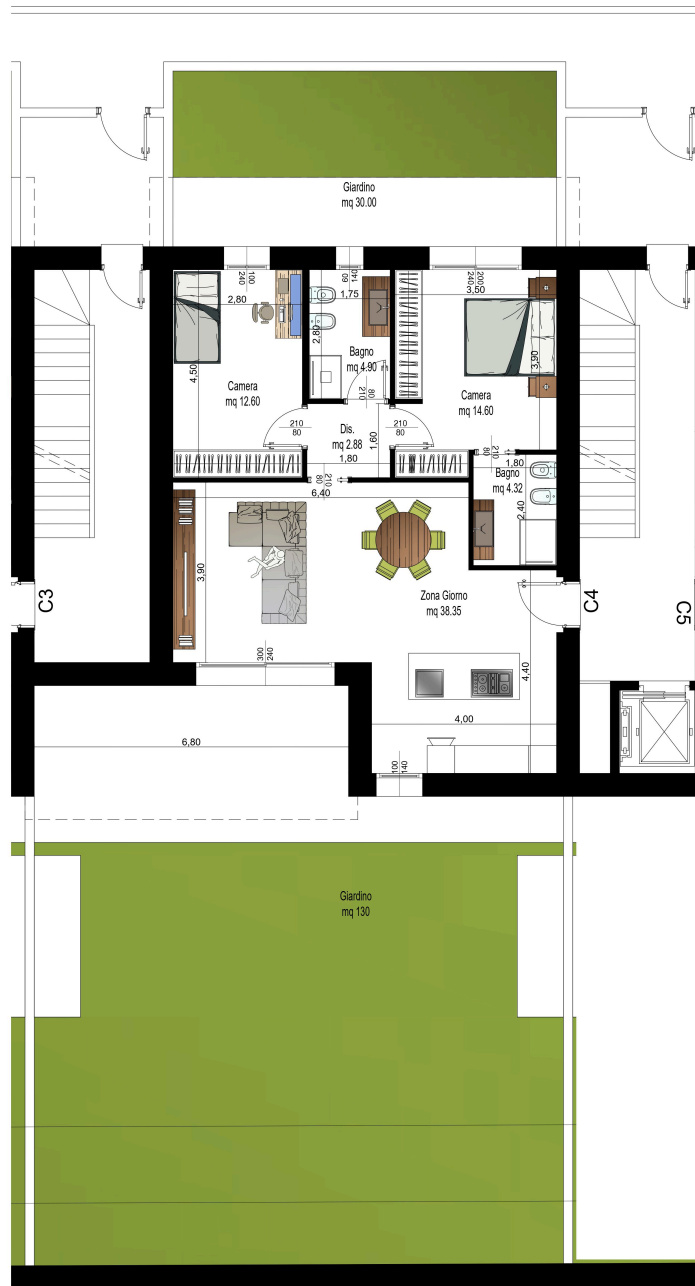 Giardino
mq 30.00
100
240
60
140
200
240
2,80
1,75
3,50
2,80
Bagno
mq 4.90
3,90
4,50
Camera
mq 12.60
Camera
mq 14.60
80
210
210
80
Dis.
mq 2.88
1,60
210
80
1,80
210
80
210
80
1,80
Bagno
mq 4.32
2,40
6,40
3,90
Zona Giorno
mq 38.35
C3
C4
C5
300
240
4,40
4,00
6,80
100
140
Giardino
mq 130